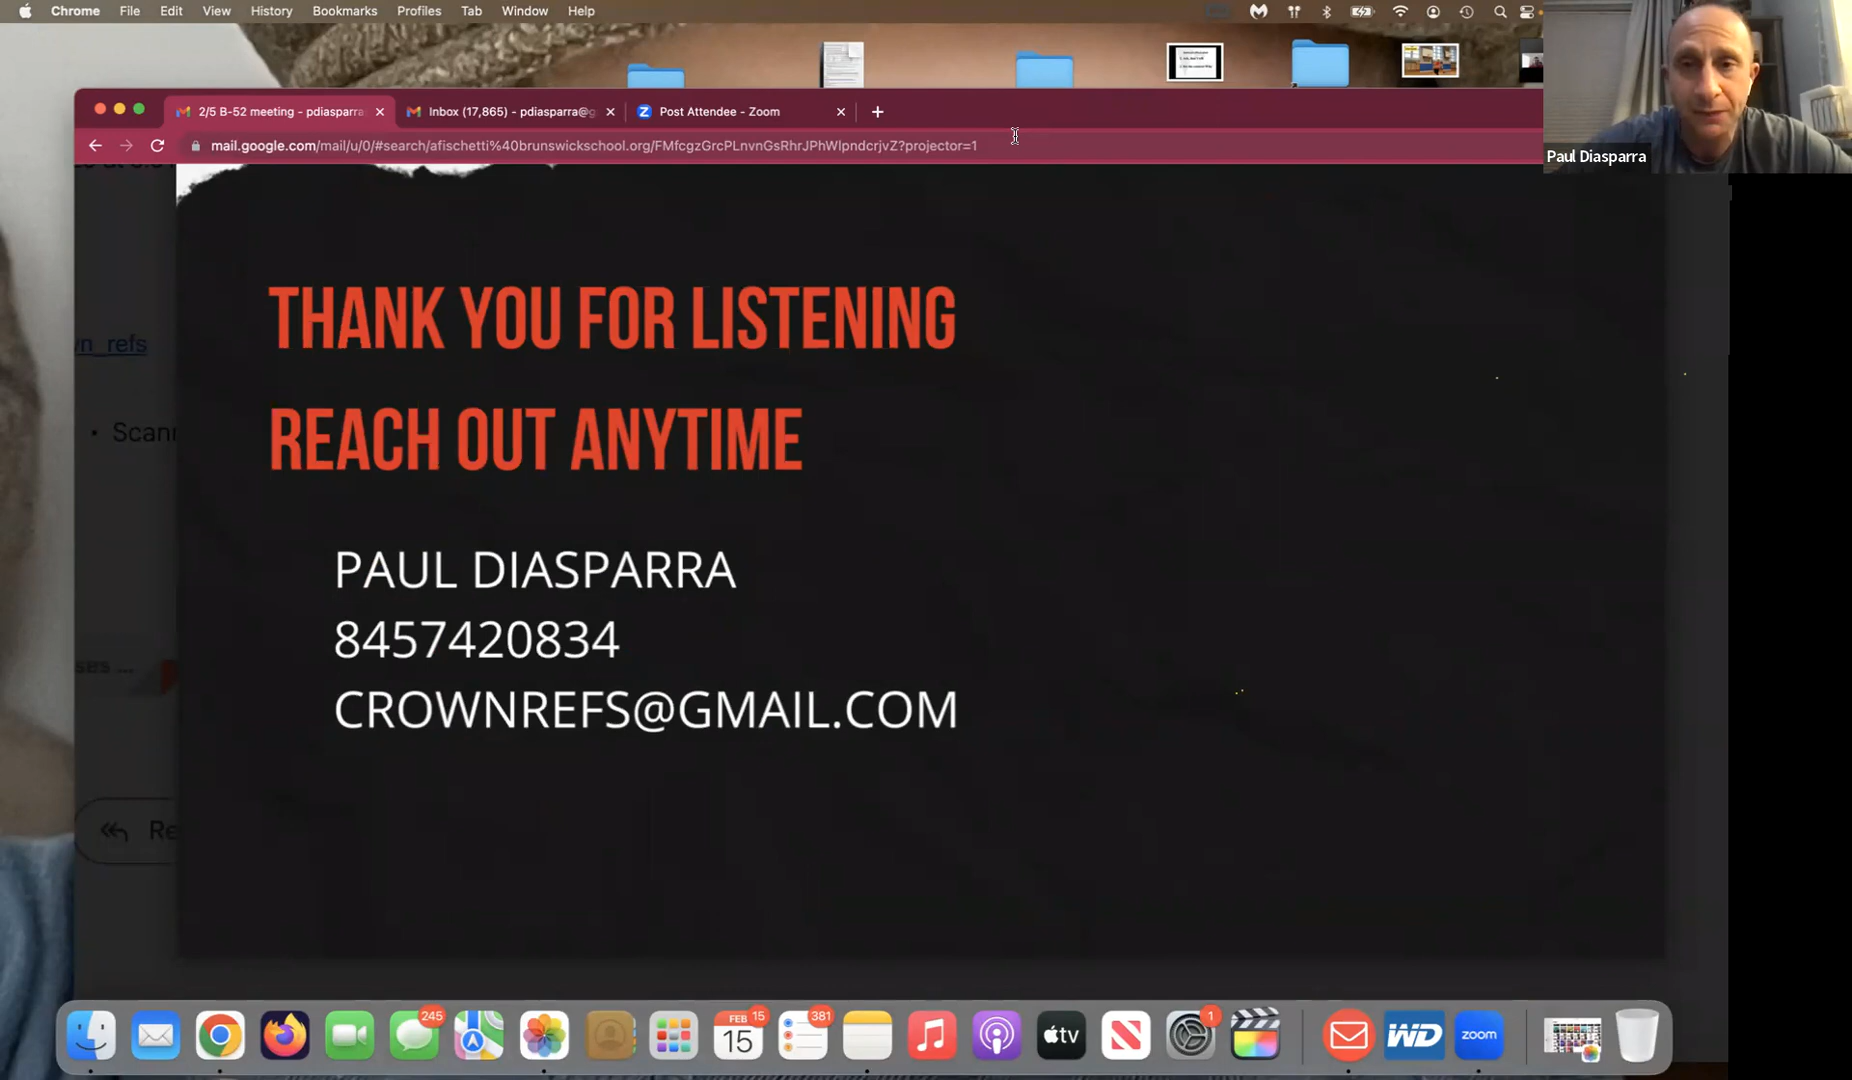 Chrome File Edit View History Bookmarks Profiles Tab Window Help
2/5 B-52 meeting - pdiasparra
Inbox (17,865) - pdiasparra@g
Post Attendee - Zoom
mail.google.com/mail/u/0/#search/afischetti%40brunswickschool.org/FMfcgzGrcPLnvnGsRhrJPhWlpndcrjvZ?projector=1
Paul Diasparra
THANK YOU FOR LISTENING
wn_refs
REACH OUT ANYTIME
• Scann
PAUL DIASPARRA
8457420834
ses ...
CROWNREFS@GMAIL.COM
Re
245
FEB 15
15
381
tv
1
WD
zoom